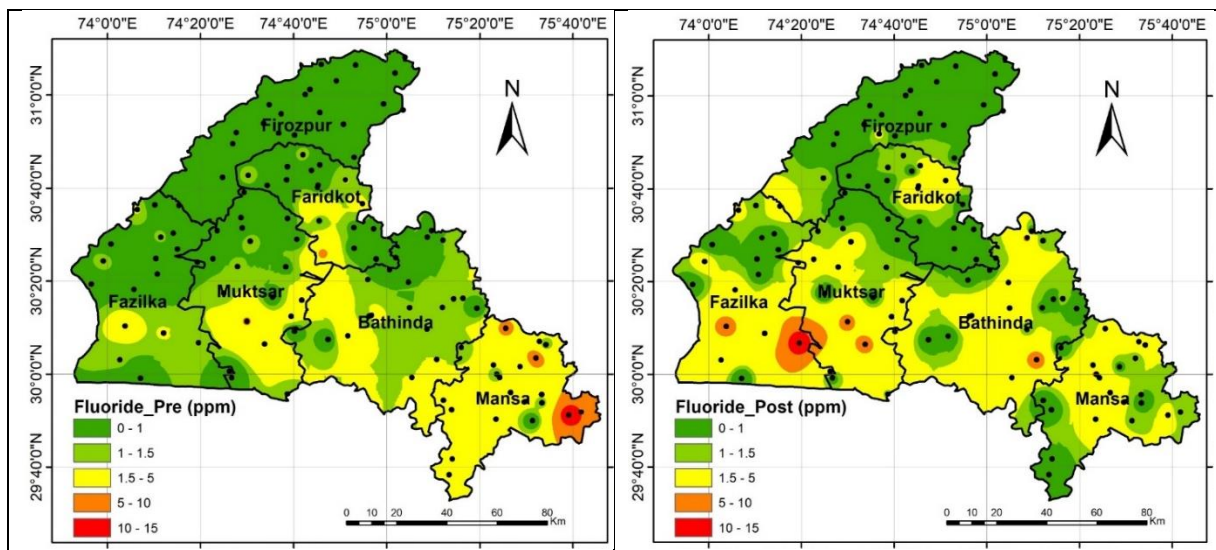 74°0'0"E 74°20'0"E 74°40'0"E 75°0'0"E 75°20'0"E 75°40'0"E
31°0'0"N
30°40'0"N
30°20'0"N
30°0'0"N
29°40'0"N
N
Firozpur
Faridkot
Fazilka
Muktsar
Bathinda
Mansa
Fluoride_Pre (ppm)
0 - 1
1 - 1.5
1.5 - 5
5 - 10
10 - 15
0 10 20 40 60 80
Km
74°0'0"E 74°20'0"E 74°40'0"E 75°0'0"E 75°20'0"E 75°40'0"E
31°0'0"N
30°40'0"N
30°20'0"N
30°0'0"N
29°40'0"N
N
Firozpur
Faridkot
Fazilka
Muktsar
Bathinda
Mansa
Fluoride_Post (ppm)
0 - 1
1 - 1.5
1.5 - 5
5 - 10
10 - 15
0 10 20 40 60 80
Km